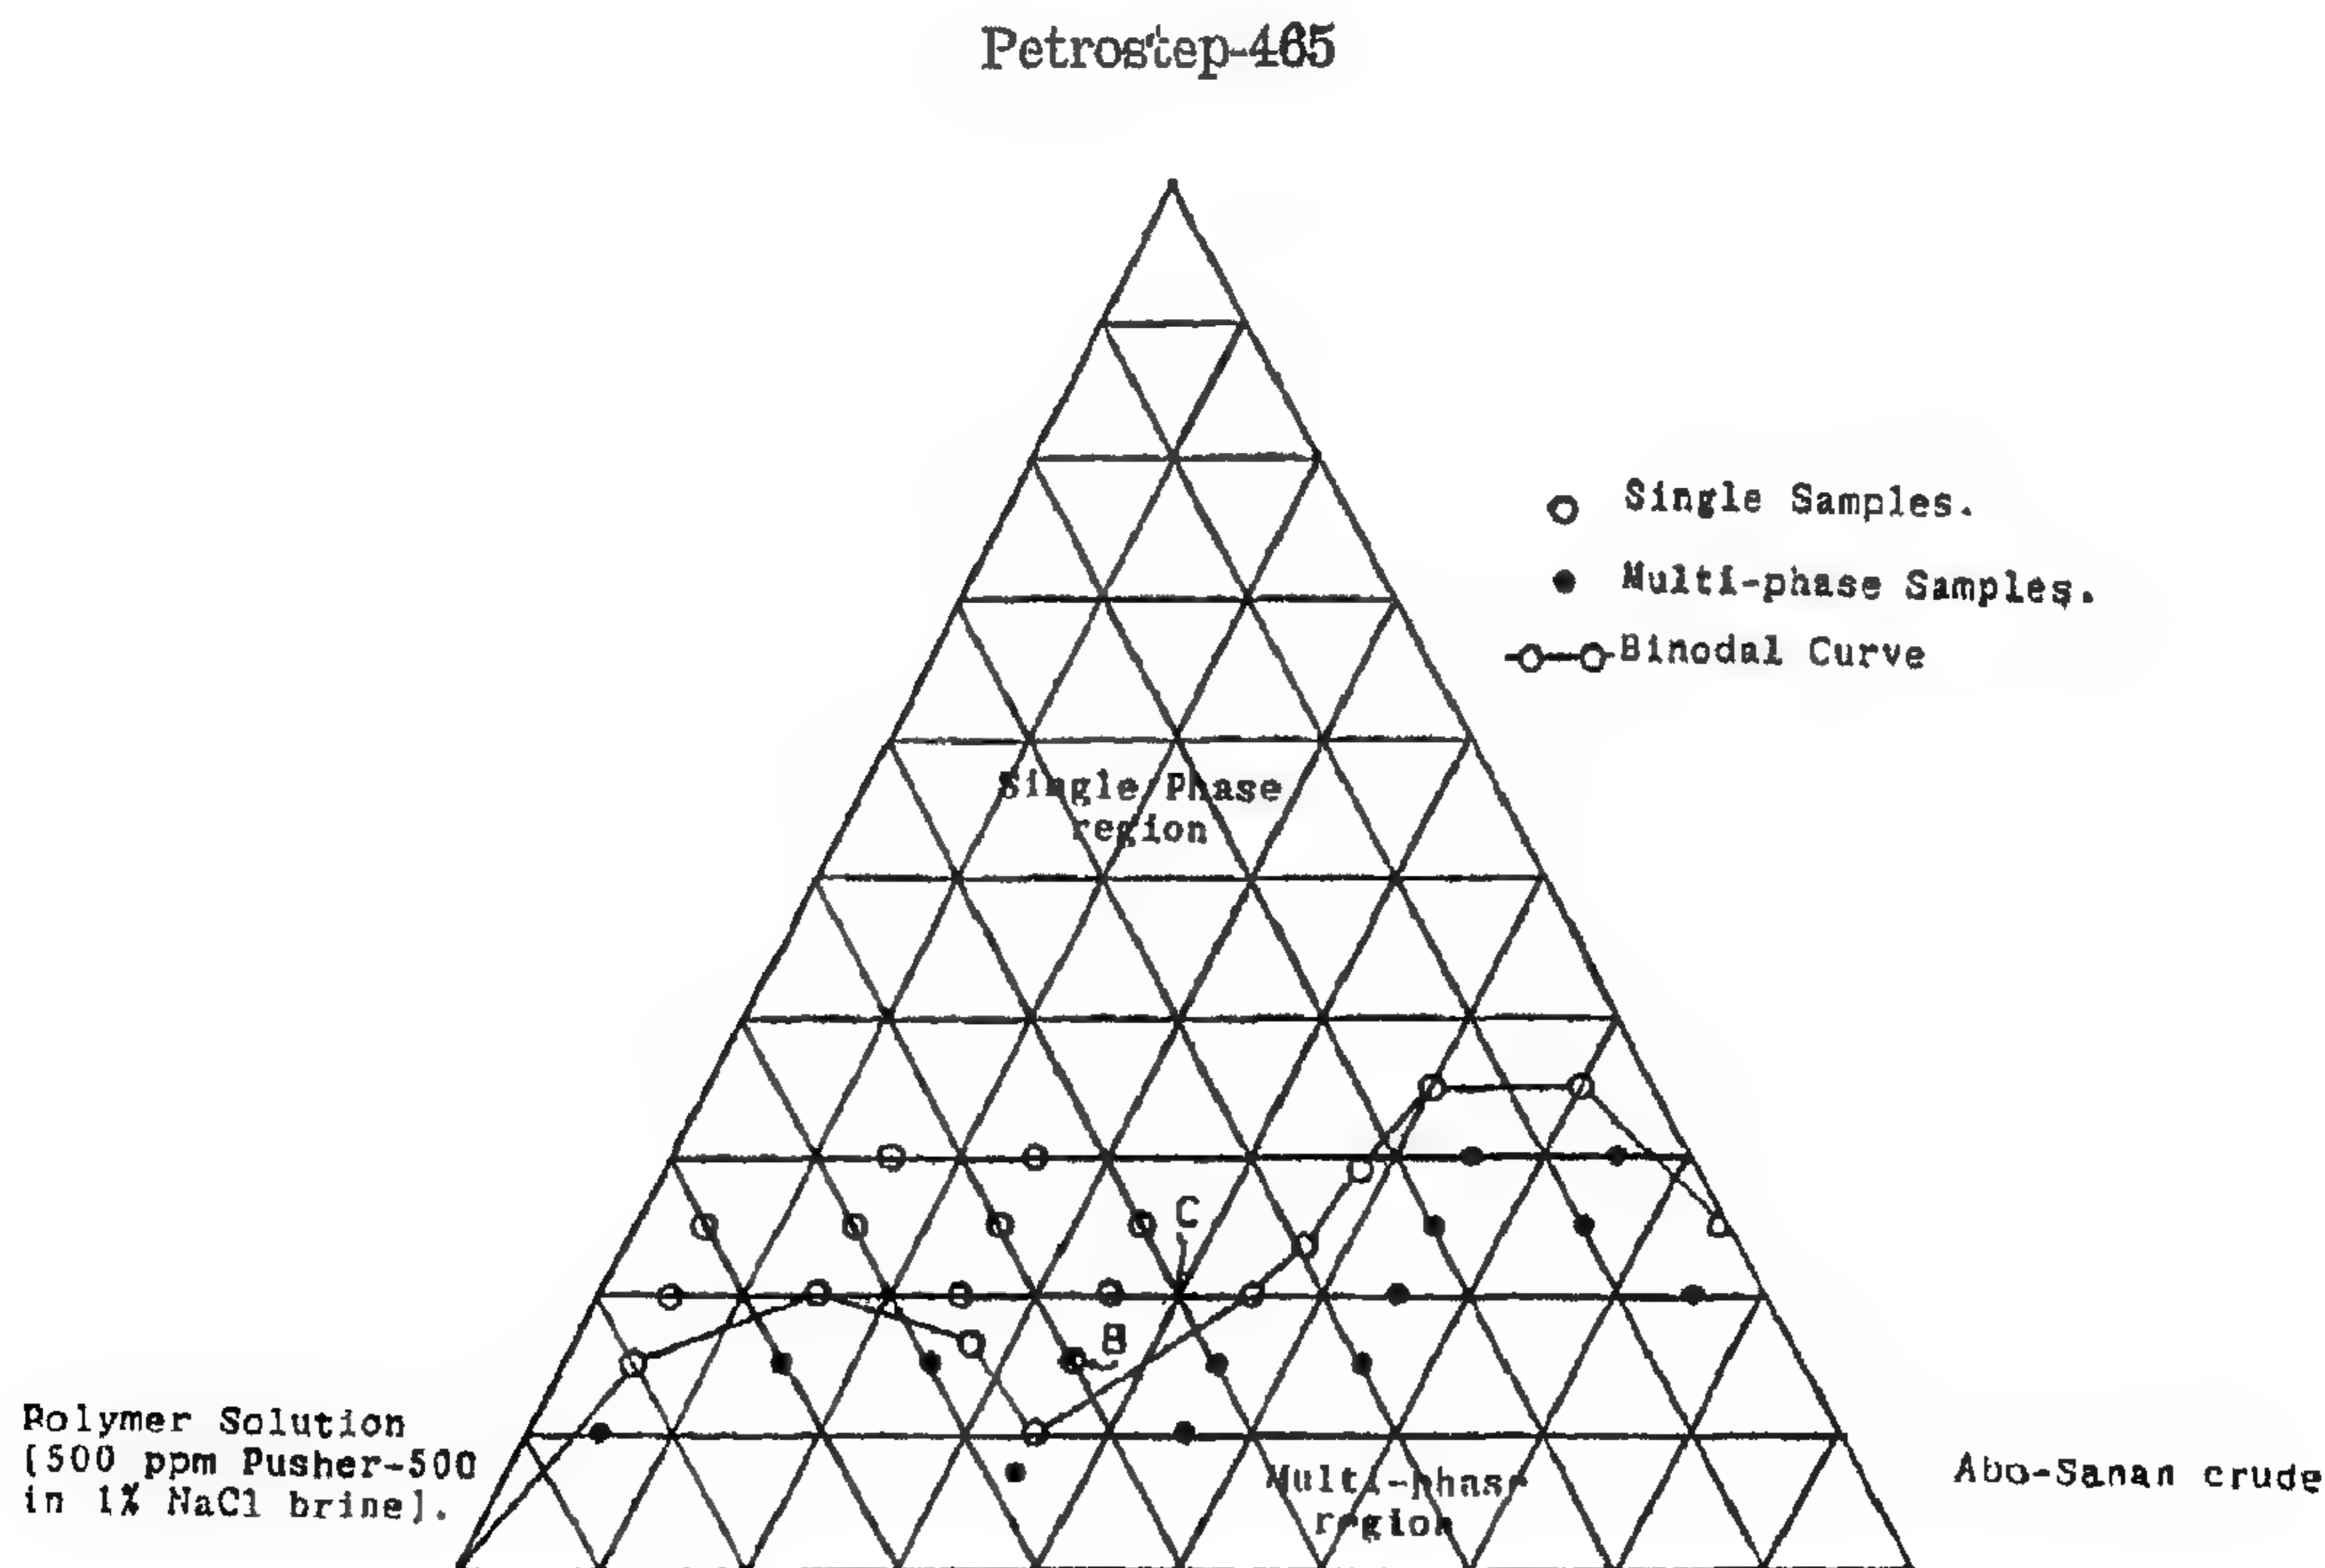 Petrostep-465
Single Samples.
Multi-phase Samples.
Binodal Curve
Single Phase
region
C
B
Polymer Solution
(500 ppm Pusher-500
in 1% NaCl brine).
Abo-Sanan crude
Multi-phase
region